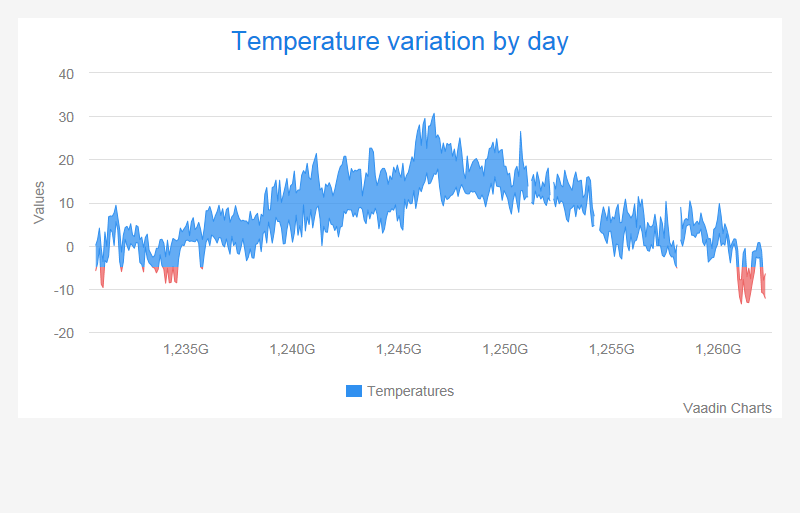 Temperature variation by day
40
30
20
10
0
-10
-20
Values
1,235G 1,240G 1,245G 1,250G 1,255G 1,260G
Temperatures
Vaadin Charts